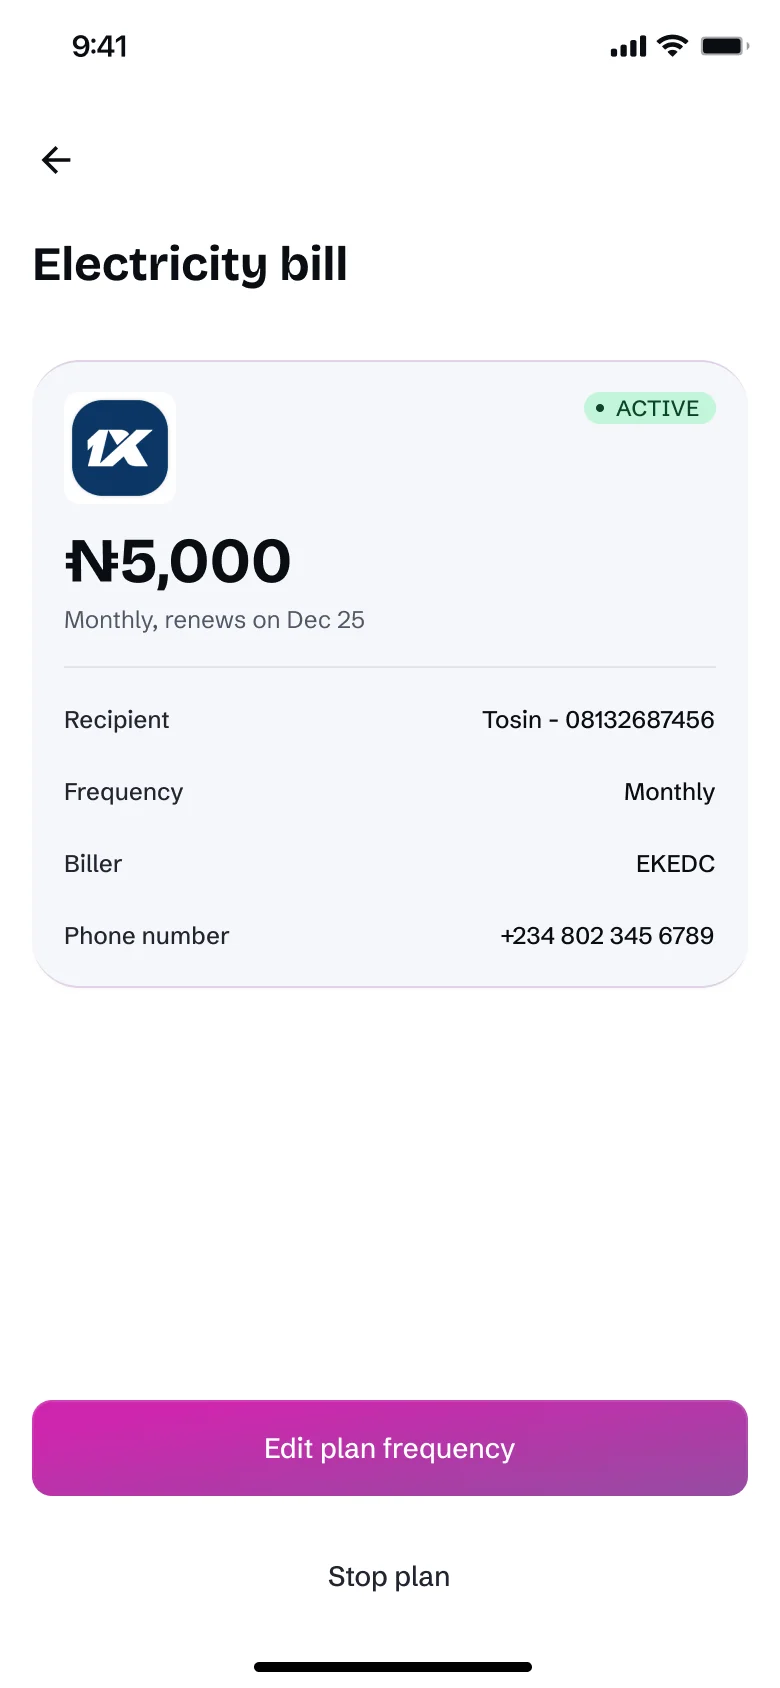 9:41
Electricity bill
1X
• ACTIVE
₦5,000
Monthly, renews on Dec 25
Recipient Tosin - 08132687456
Frequency Monthly
Biller EKEDC
Phone number +234 802 345 6789
Edit plan frequency
Stop plan